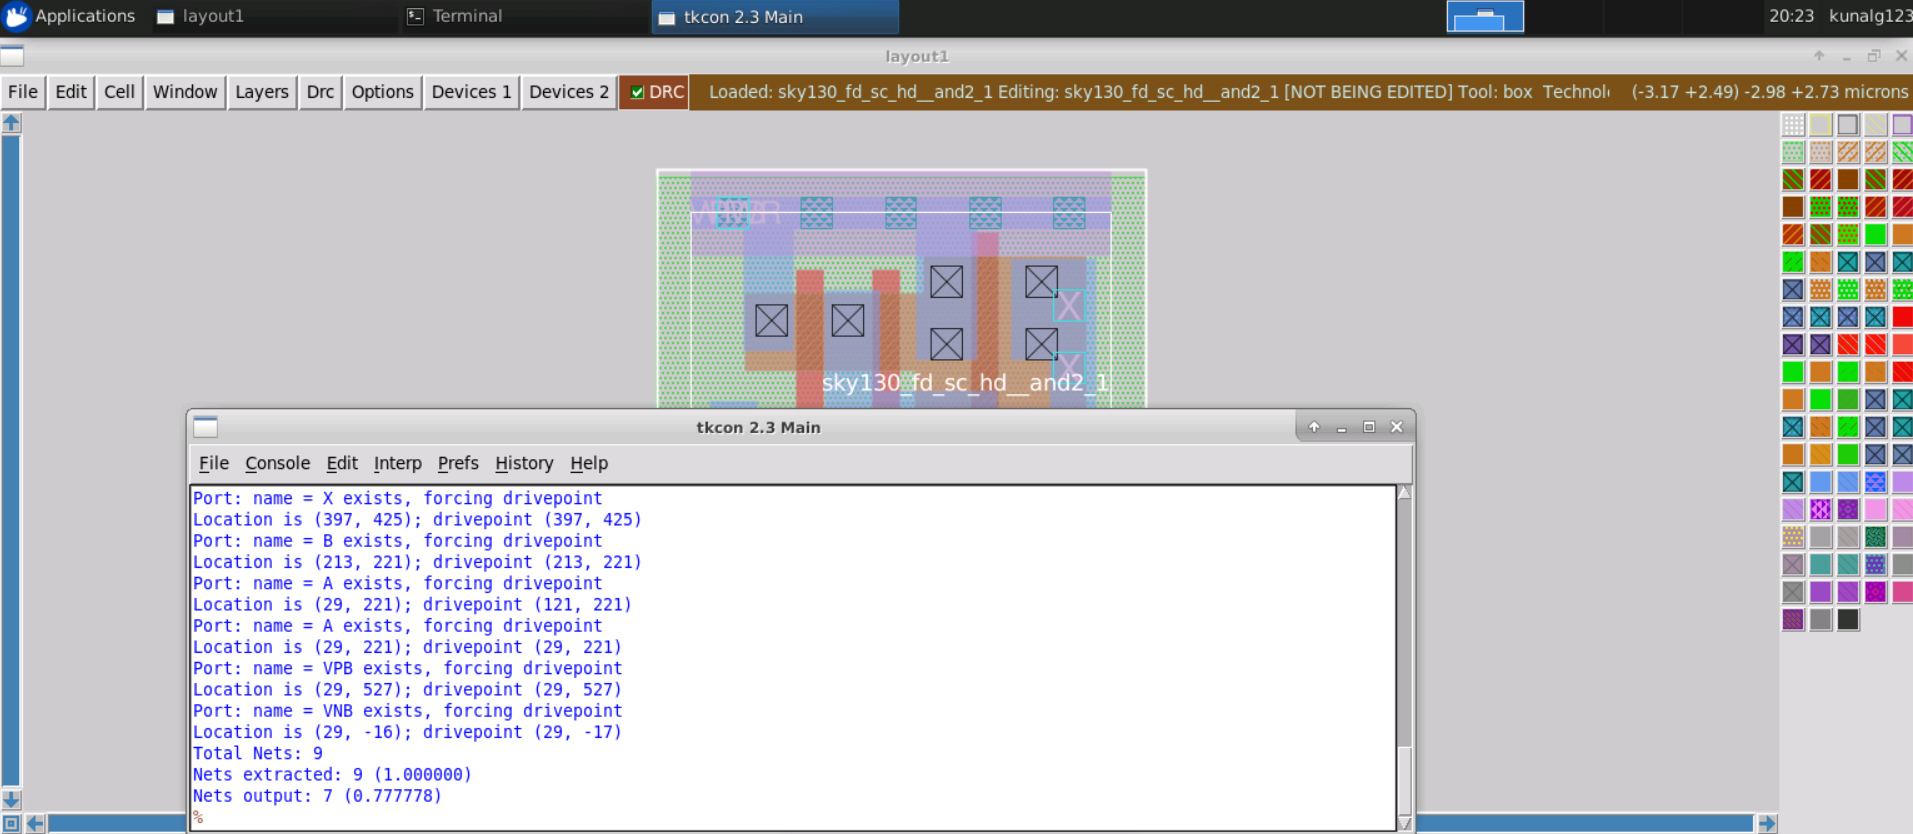 Applications layout1 Terminal tkcon 2.3 Main 20:23 kunalg123
layout1
File Edit Cell Window Layers Drc Options Devices 1 Devices 2 DRC Loaded: sky130_fd_sc_hd__and2_1 Editing: sky130_fd_sc_hd__and2_1 [NOT BEING EDITED] Tool: box Technol (-3.17 +2.49) -2.98 +2.73 microns
X
X
sky130_fd_sc_hd__and2_1
tkcon 2.3 Main
File Console Edit Interp Prefs History Help
Port: name = X exists, forcing drivepoint
Location is (397, 425); drivepoint (397, 425)
Port: name = B exists, forcing drivepoint
Location is (213, 221); drivepoint (213, 221)
Port: name = A exists, forcing drivepoint
Location is (29, 221); drivepoint (121, 221)
Port: name = A exists, forcing drivepoint
Location is (29, 221); drivepoint (29, 221)
Port: name = VPB exists, forcing drivepoint
Location is (29, 527); drivepoint (29, 527)
Port: name = VNB exists, forcing drivepoint
Location is (29, -16); drivepoint (29, -17)
Total Nets: 9
Nets extracted: 9 (1.000000)
Nets output: 7 (0.777778)
%